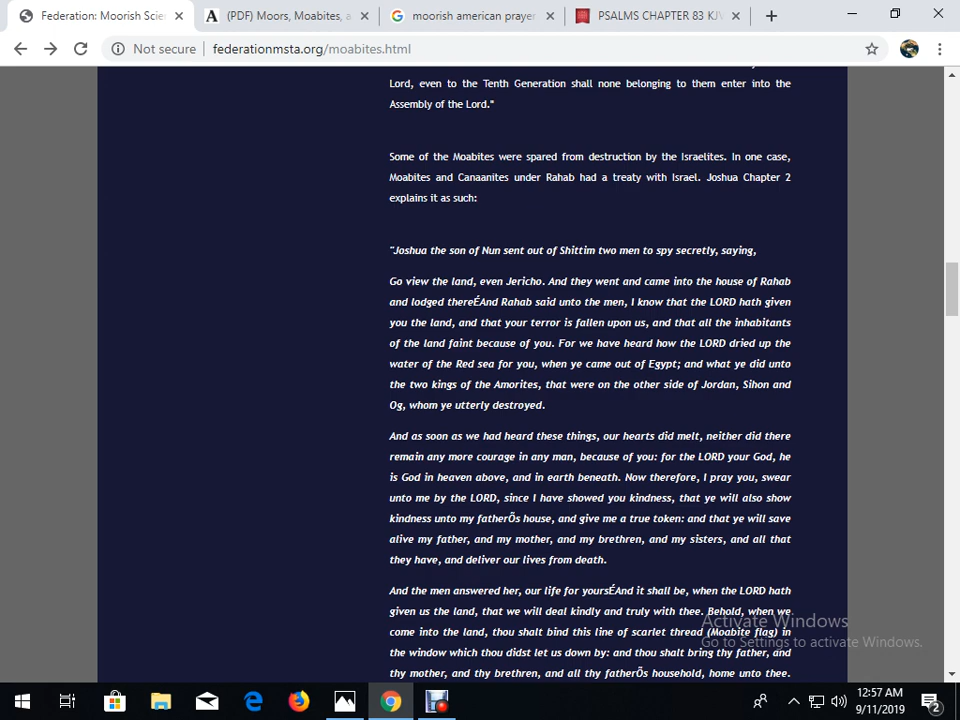 Federation: Moorish Scie
(PDF) Moors, Moabites, a
moorish american prayer
PSALMS CHAPTER 83 KJV
Not secure
federationmsta.org/moabites.html
Lord, even to the Tenth Generation shall none belonging to them enter into the
Assembly of the Lord."
Some of the Moabites were spared from destruction by the Israelites. In one case,
Moabites and Canaanites under Rahab had a treaty with Israel. Joshua Chapter 2
explains it as such:
"Joshua the son of Nun sent out of Shittim two men to spy secretly, saying,
Go view the land, even Jericho. And they went and came into the house of Rahab
and lodged thereÉAnd Rahab said unto the men, I know that the LORD hath given
you the land, and that your terror is fallen upon us, and that all the inhabitants
of the land faint because of you. For we have heard how the LORD dried up the
water of the Red sea for you, when ye came out of Egypt; and what ye did unto
the two kings of the Amorites, that were on the other side of Jordan, Sihon and
Og, whom ye utterly destroyed.
And as soon as we had heard these things, our hearts did melt, neither did there
remain any more courage in any man, because of you: for the LORD your God, he
is God in heaven above, and in earth beneath. Now therefore, I pray you, swear
unto me by the LORD, since I have showed you kindness, that ye will also show
kindness unto my fatherÕs house, and give me a true token: and that ye will save
alive my father, and my mother, and my brethren, and my sisters, and all that
they have, and deliver our lives from death.
And the men answered her, our life for yoursÉAnd it shall be, when the LORD hath
given us the land, that we will deal kindly and truly with thee. Behold, when we
come into the land, thou shalt bind this line of scarlet thread (Moabite flag) in
the window which thou didst let us down by: and thou shalt bring thy father, and
thy mother, and thy brethren, and all thy fatherÕs household, home unto thee.
Activate Windows
Go to Settings to activate Windows.
12:57 AM
9/11/2019
2